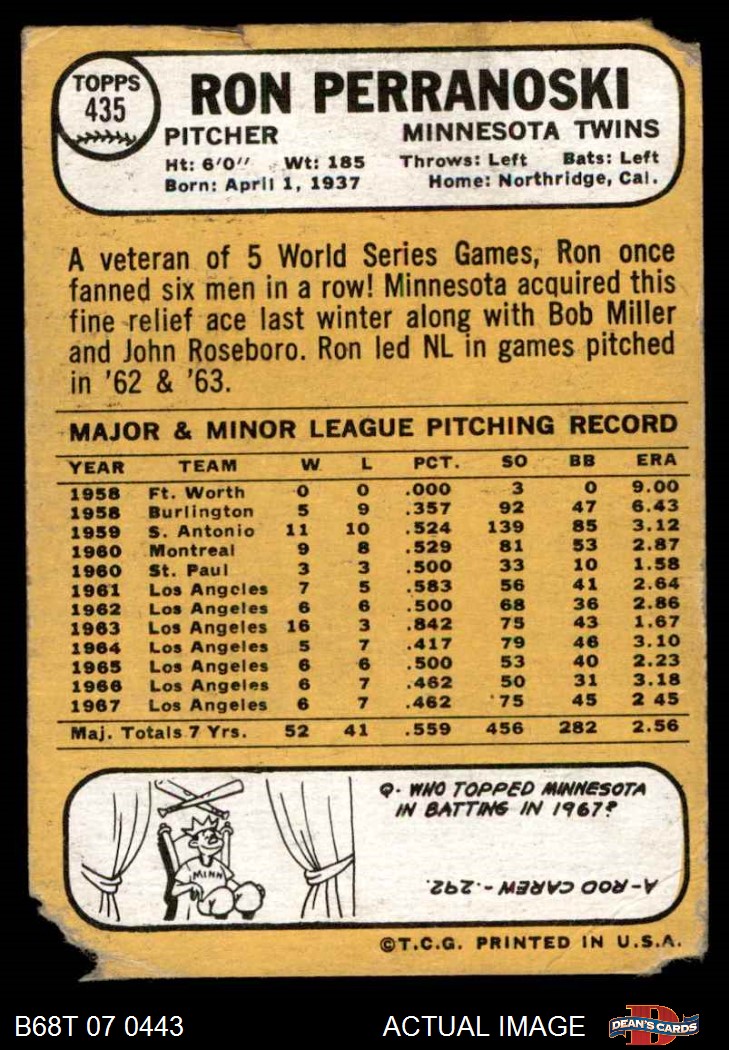 TOPPS
435
RON PERRANOSKI
PITCHER MINNESOTA TWINS
Ht: 6'0'' Wt: 185 Throws: Left Bats: Left
Born: April 1, 1937 Home: Northridge, Cal.
A veteran of 5 World Series Games, Ron once
fanned six men in a row! Minnesota acquired this
fine relief ace last winter along with Bob Miller
and John Roseboro. Ron led NL in games pitched
in '62 & '63.
MAJOR & MINOR LEAGUE PITCHING RECORD
YEAR TEAM W L PCT. SO BB ERA
1958 Ft. Worth 0 0 .000 3 0 9.00
1958 Burlington 5 9 .357 92 47 6.43
1959 S. Antonio 11 10 .524 139 85 3.12
1960 Montreal 9 8 .529 81 53 2.87
1960 St. Paul 3 3 .500 33 10 1.58
1961 Los Angeles 7 5 .583 56 41 2.64
1962 Los Angeles 6 6 .500 68 36 2.86
1963 Los Angeles 16 3 .842 75 43 1.67
1964 Los Angeles 5 7 .417 79 46 3.10
1965 Los Angeles 6 6 .500 53 40 2.23
1966 Los Angeles 6 7 .462 50 31 3.18
1967 Los Angeles 6 7 .462 75 45 2 45
Maj. Totals 7 Yrs. 52 41 .559 456 282 2.56
Q- WHO TOPPED MINNESOTA
IN BATTING IN 1967?
MINN
A-ROD CAREW-.292.
©T.C.G. PRINTED IN U.S.A.
B68T 07 0443 ACTUAL IMAGE
D
DEAN'S CARDS